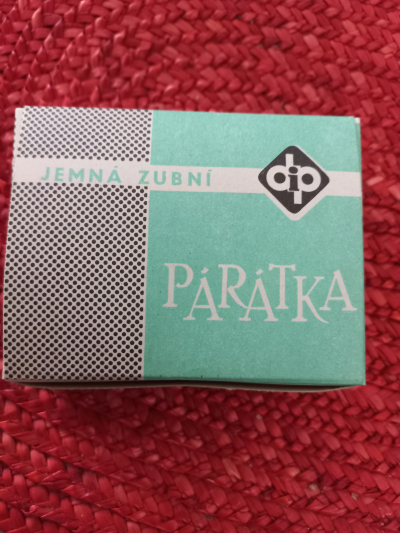 JEMNÁ ZUBNÍ
dip
PÁRÁTKA